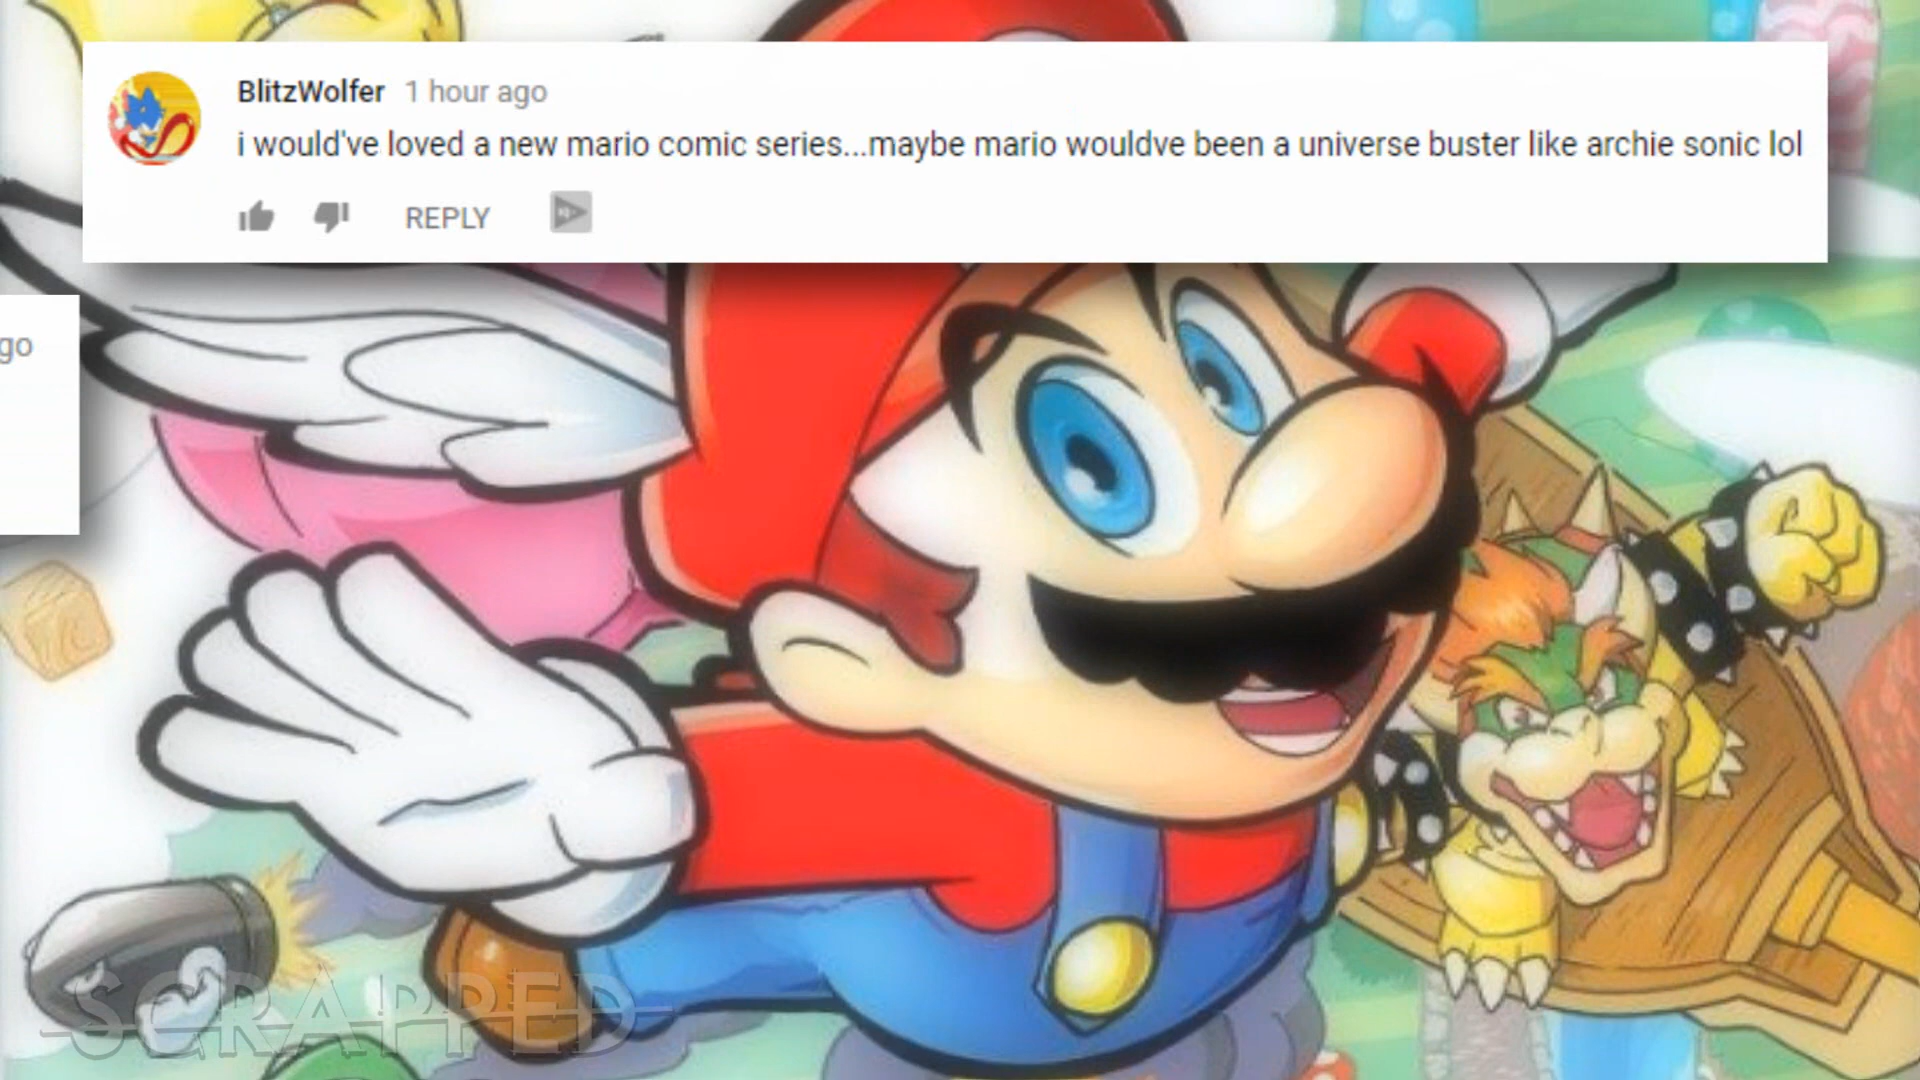 BlitzWolfer 1 hour ago
i would've loved a new mario comic series...maybe mario wouldve been a universe buster like archie sonic lol
REPLY
go
SCRAPPED